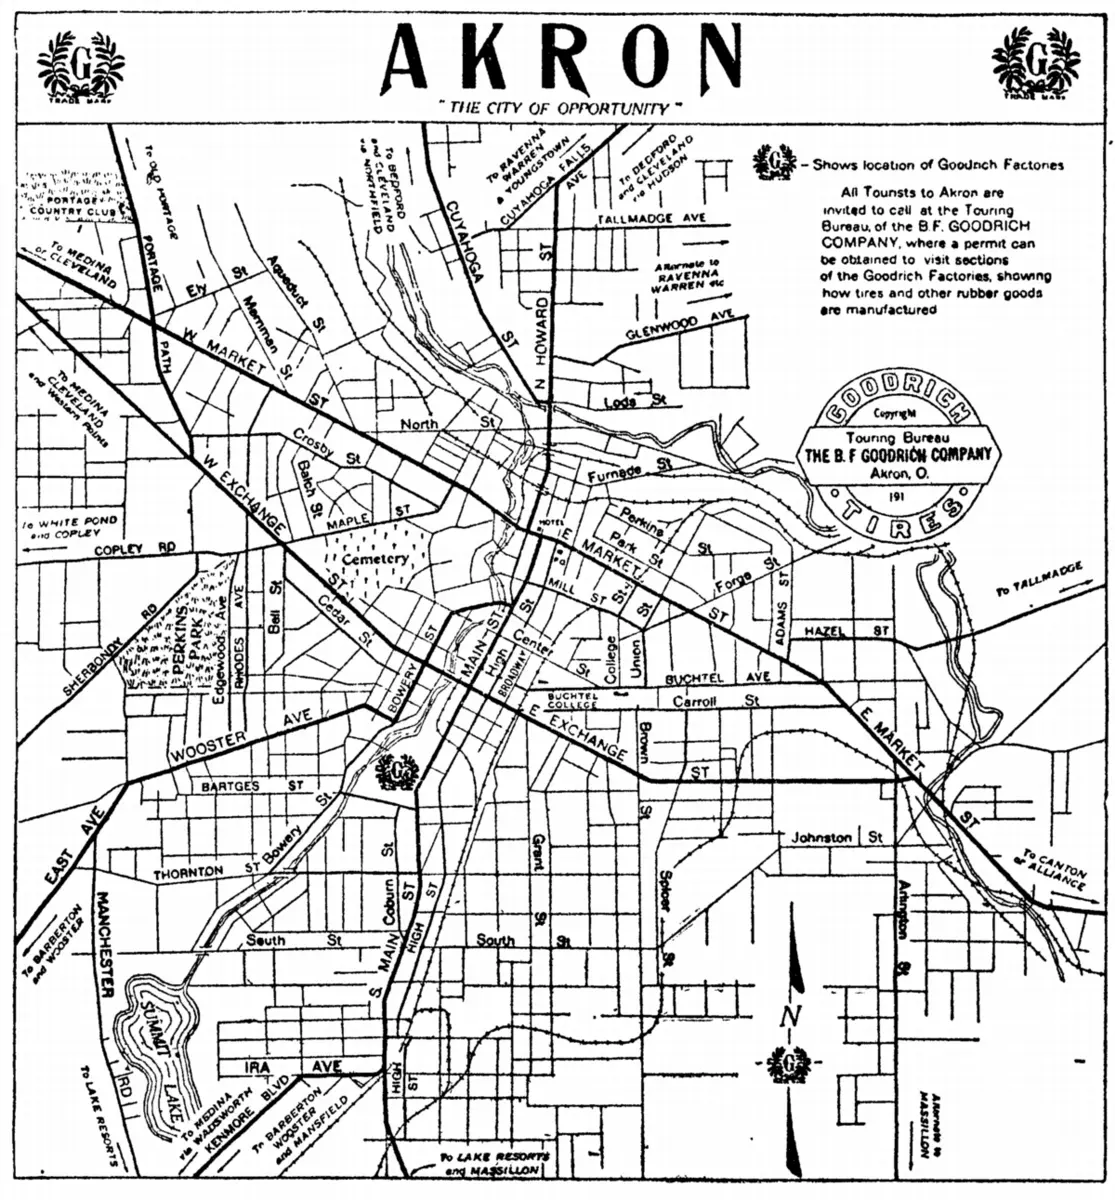 AKRON
"THE CITY OF OPPORTUNITY"
G
TRADE MARK
G
TRADE MARK
G - Shows location of Goodrich Factories
All Tourists to Akron are
invited to call at the Touring
Bureau, of the B.F. GOODRICH
COMPANY, where a permit can
be obtained to visit sections
of the Goodrich Factories, showing
how tires and other rubber goods
are manufactured
GOODRICH
Copyright
Touring Bureau
THE B.F GOODRICH COMPANY
Akron, O.
191
TIRES
PORTAGE
COUNTRY CLUB
To OLD PORTAGE
To BEDFORD
and CLEVELAND
via NORTHFIELD
To RAVENNA
WARREN
YOUNGSTOWN
CUYAHOGA FALLS
AVE
To BEDFORD
and CLEVELAND
via HUDSON
TALLMADGE AVE
Alternate to
RAVENNA
WARREN etc
GLENWOOD AVE
To MEDINA
or CLEVELAND
PORTAGE
PATH
CUYAHOGA
ST
N HOWARD
ST
Aqueduct St
Merriman St
W MARKET
ST
To MEDINA
CLEVELAND
and Western Points
North St
Lods St
Crosby St
Balch St
W EXCHANGE
ST
MAPLE ST
Furnade St
Perkins
St
Park St
HOTEL
To WHITE POND
and COPLEY
COPLEY RD
Cemetery
E MARKET
ST
MILL ST
Forge St
ADAMS ST
To TALLMADGE
HAZEL ST
SHERBONDY RD
PERKINS
PARK
Edgewood Ave
RHODES AVE
Bell St
Cedar St
BOWERY
ST
MAIN ST
High St
BROADWAY
Center St
College St
Union St
BUCHTEL AVE
BUCHTEL
COLLEGE
Carroll St
WOOSTER AVE
E EXCHANGE
ST
Brown
St
E MARKET
ST
G
BARTGES ST
Bowery St
EAST AVE
THORNTON ST
Coburn St
Grant
St
Spicer
St
Johnston St
Arlington
St
To CANTON
or ALLIANCE
To BARBERTON
and WOOSTER
MANCHESTER
RD
South St
South St
S MAIN ST
HIGH ST
SUMMIT
LAKE
IRA AVE
HIGH ST
N
G
To LAKE RESORTS
To MEDINA
via WADSWORTH
KENMORE BLVD
To BARBERTON
WOOSTER
and MANSFIELD
To LAKE RESORTS
and MASSILLON
Alternate to
MASSILLON